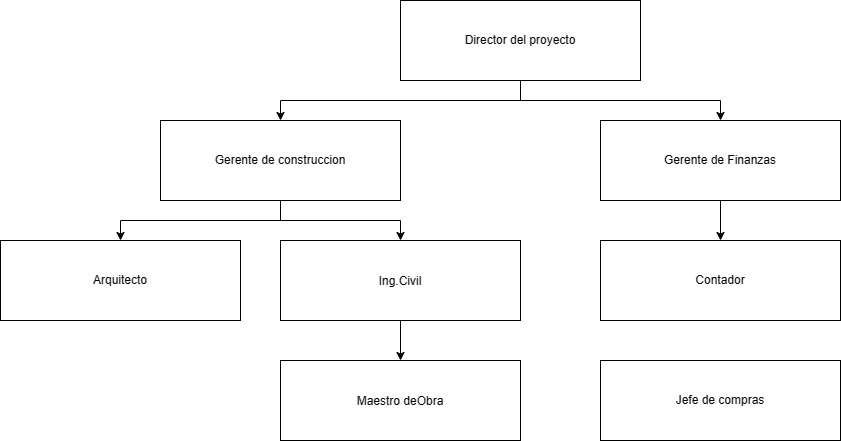 Director del proyecto
Gerente de construccion
Gerente de Finanzas
Arquitecto
Ing.Civil
Contador
Maestro deObra
Jefe de compras